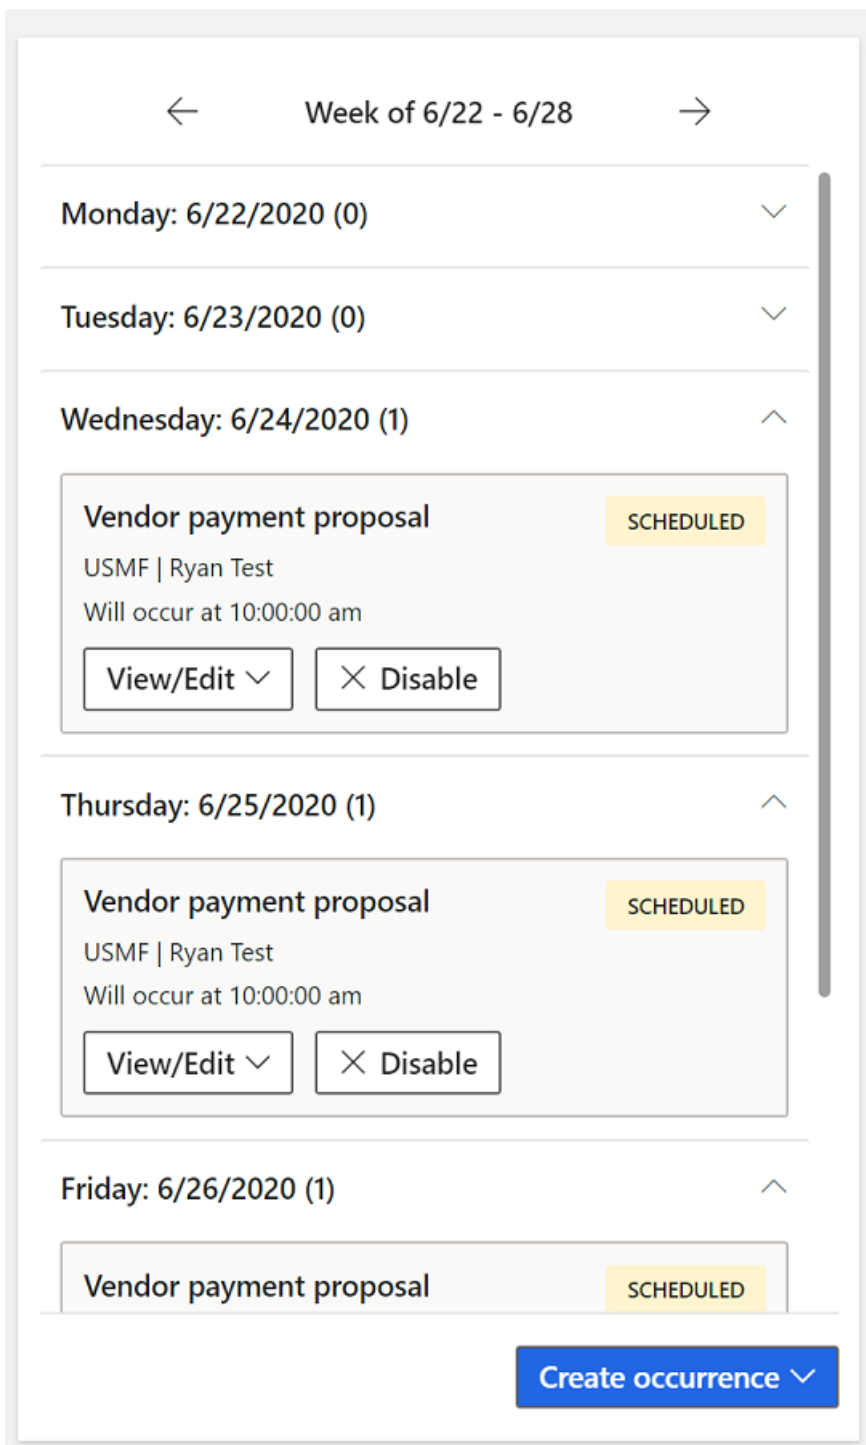 Week of 6/22 - 6/28
Monday: 6/22/2020 (0)
Tuesday: 6/23/2020 (0)
Wednesday: 6/24/2020 (1)
Vendor payment proposal SCHEDULED
USMF | Ryan Test
Will occur at 10:00:00 am
View/Edit Disable
Thursday: 6/25/2020 (1)
Vendor payment proposal SCHEDULED
USMF | Ryan Test
Will occur at 10:00:00 am
View/Edit Disable
Friday: 6/26/2020 (1)
Vendor payment proposal SCHEDULED
Create occurrence